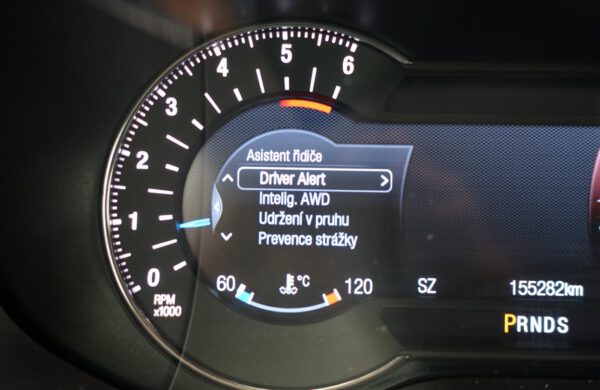 6
5
4
3
2
1
0
RPM
x1000
Asistent řidiče
Driver Alert
Intelig. AWD
Udržení v pruhu
Prevence strážky
60 °C 120
SZ 155282km
PRNDS